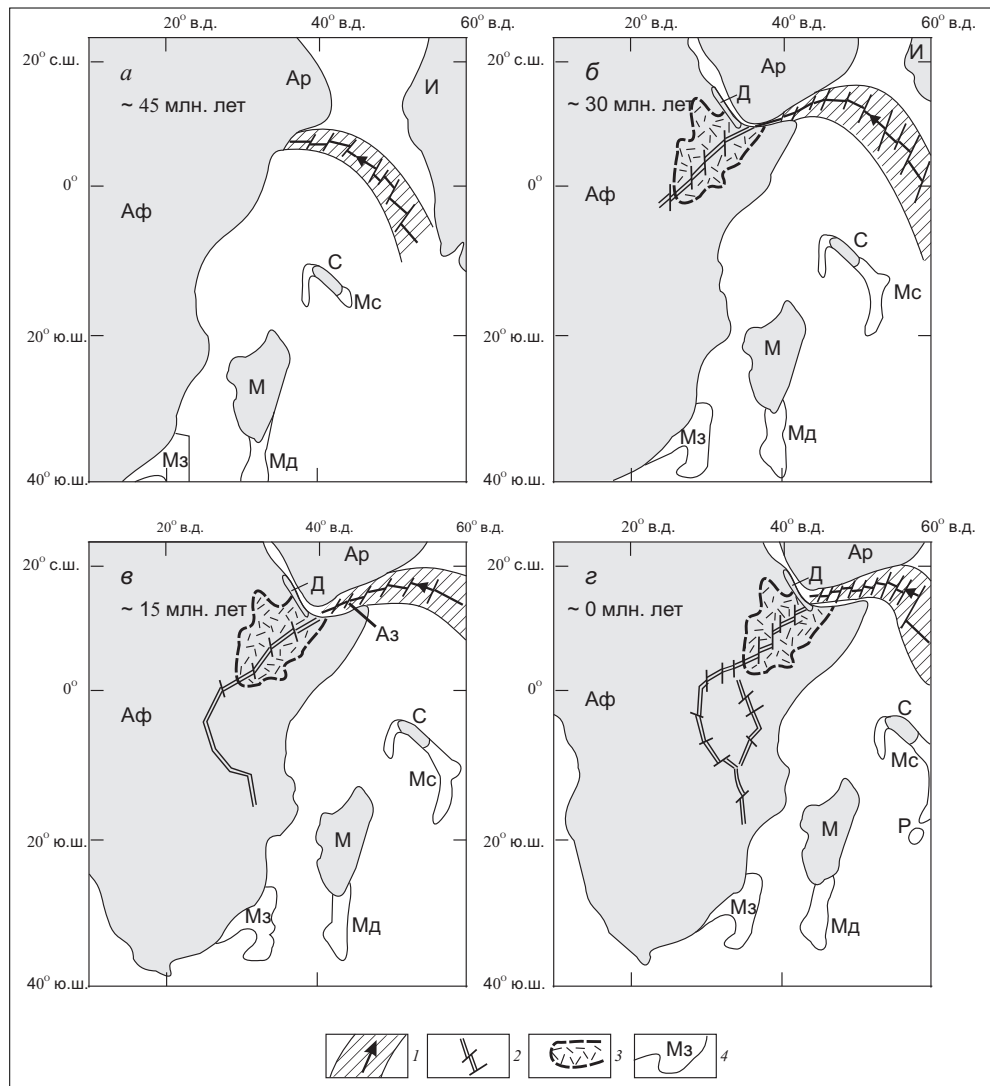 20° в.д. 40° в.д. 60° в.д.
20° с.ш.
0°
20° ю.ш.
40° ю.ш.
а
~ 45 млн. лет
Ар
И
Аф
С
Мс
М
Мз
Мд
20° в.д. 40° в.д. 60° в.д.
20° с.ш.
0°
20° ю.ш.
40° ю.ш.
б
~ 30 млн. лет
Ар
И
Д
Аф
С
Мс
М
Мз
Мд
20° в.д. 40° в.д. 60° в.д.
20° с.ш.
0°
20° ю.ш.
40° ю.ш.
в
~ 15 млн. лет
Ар
Д
Аз
Аф
С
Мс
М
Мз
Мд
20° в.д. 40° в.д. 60° в.д.
20° с.ш.
0°
20° ю.ш.
40° ю.ш.
г
~ 0 млн. лет
Ар
Д
Аф
С
Мс
Р
М
Мз
Мд
1 2 3 Мз 4